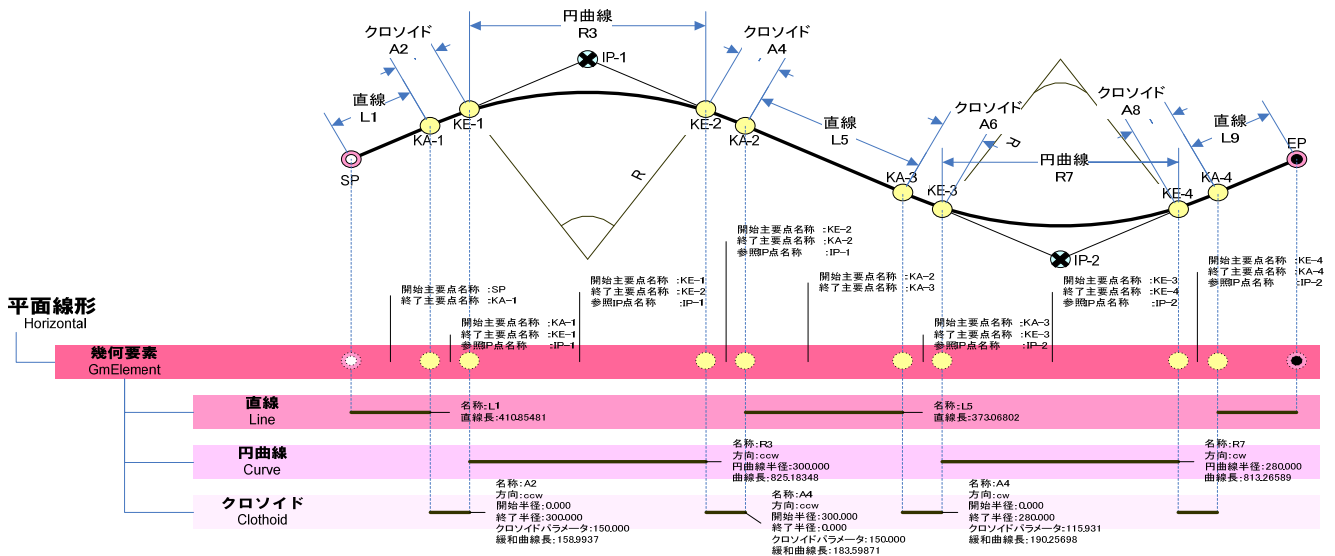 円曲線
R3
クロソイド
A2
クロソイド
A4
IP-1
直線
L1
KA-1
KE-1
KE-2
KA-2
SP
R
直線
L5
クロソイド
A6
クロソイド
A8
直線
L9
R
円曲線
R7
EP
KA-3
KE-3
KE-4
KA-4
IP-2
開始主要点名称 :KE-2
終了主要点名称 :KA-2
参照IP点名称 :IP-1
開始主要点名称 :SP
終了主要点名称 :KA-1
開始主要点名称 :KE-1
終了主要点名称 :KE-2
参照IP点名称 :IP-1
開始主要点名称 :KA-2
終了主要点名称 :KA-3
開始主要点名称 :KE-3
終了主要点名称 :KE-4
参照IP点名称 :IP-2
開始主要点名称 :KE-4
終了主要点名称 :KA-4
参照IP点名称 :IP-2
開始主要点名称 :KA-1
終了主要点名称 :KE-1
参照IP点名称 :IP-1
開始主要点名称 :KA-3
終了主要点名称 :KE-3
参照IP点名称 :IP-2
平面線形
Horizontal
幾何要素
GmElement
直線
Line
名称:L1
直線長:410.85481
名称:L5
直線長:373.06802
円曲線
Curve
名称:R3
方向:ccw
円曲線半径:300.000
曲線長:825.18348
名称:R7
方向:cw
円曲線半径:280.000
曲線長:813.26589
クロソイド
Clothoid
名称:A2
方向:ccw
開始半径:0.000
終了半径:300.000
クロソイドパラメータ:150.000
緩和曲線長:158.9937
名称:A4
方向:ccw
開始半径:300.000
終了半径:0.000
クロソイドパラメータ:150.000
緩和曲線長:183.59871
名称:A4
方向:cw
開始半径:0.000
終了半径:280.000
クロソイドパラメータ:115.931
緩和曲線長:190.25698